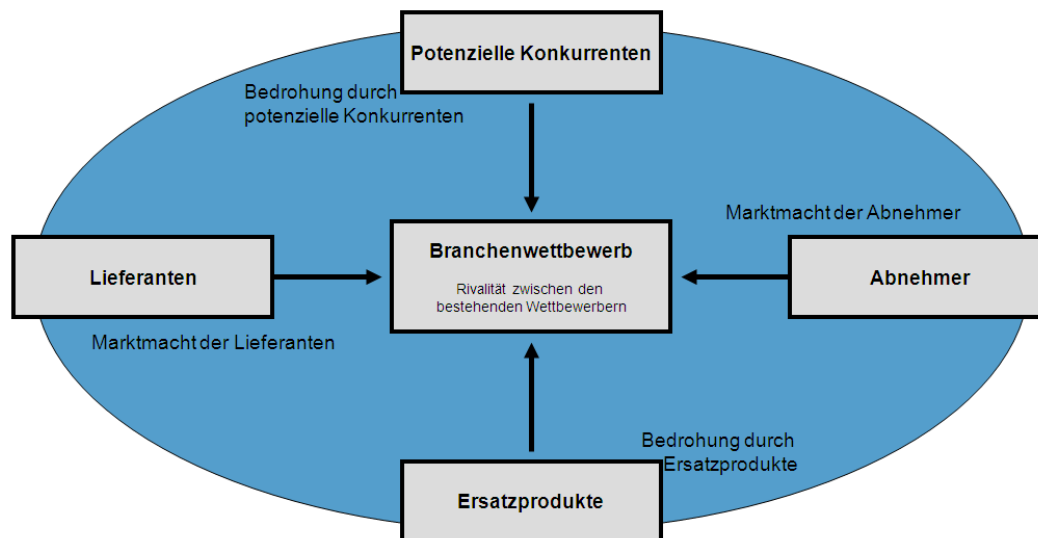 Potenzielle Konkurrenten
Bedrohung durch
potenzielle Konkurrenten
Marktmacht der Abnehmer
Branchenwettbewerb
Rivalität zwischen den
bestehenden Wettbewerbern
Lieferanten
Abnehmer
Marktmacht der Lieferanten
Bedrohung durch
Ersatzprodukte
Ersatzprodukte